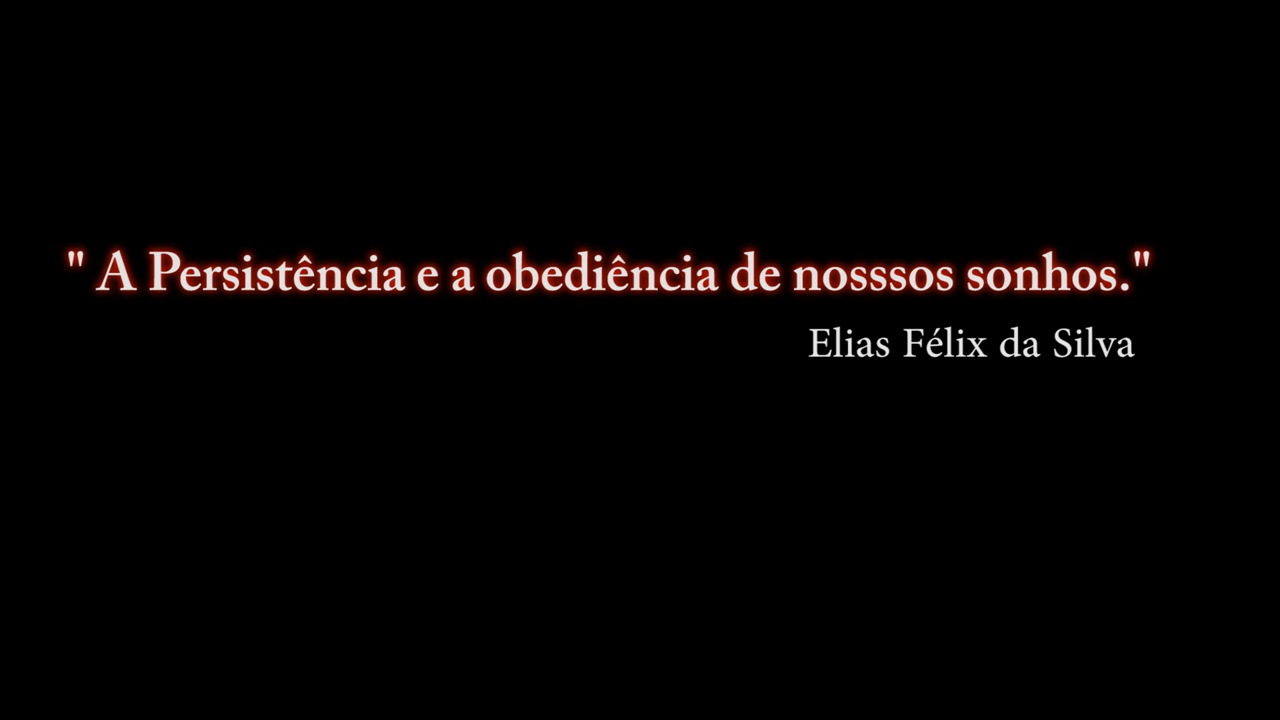 " A Persistência e a obediência de nosssos sonhos."
Elias Félix da Silva